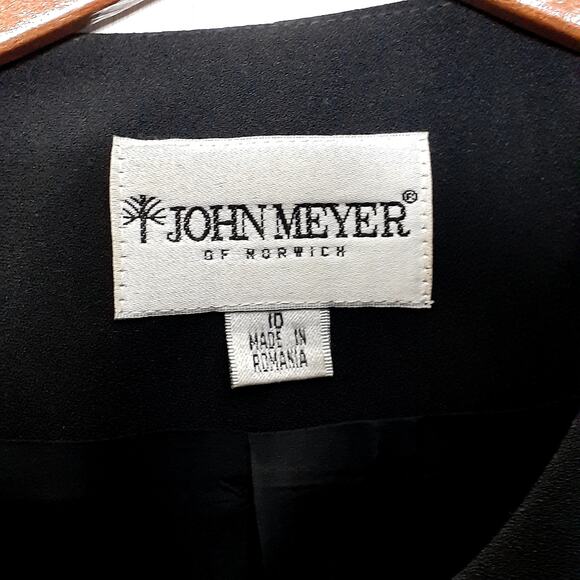 JOHN MEYER®
OF NORWICH
10
MADE IN
ROMANIA